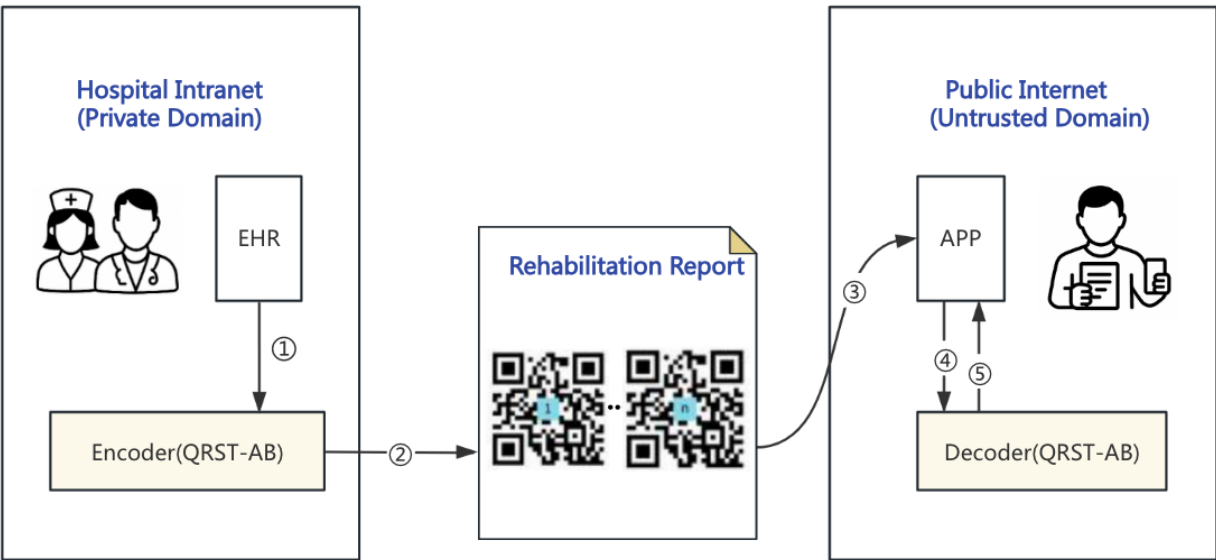 Hospital Intranet
(Private Domain)
EHR
①
Encoder(QRST-AB)
②
Rehabilitation Report
1
..
n
③
Public Internet
(Untrusted Domain)
APP
④
⑤
Decoder(QRST-AB)